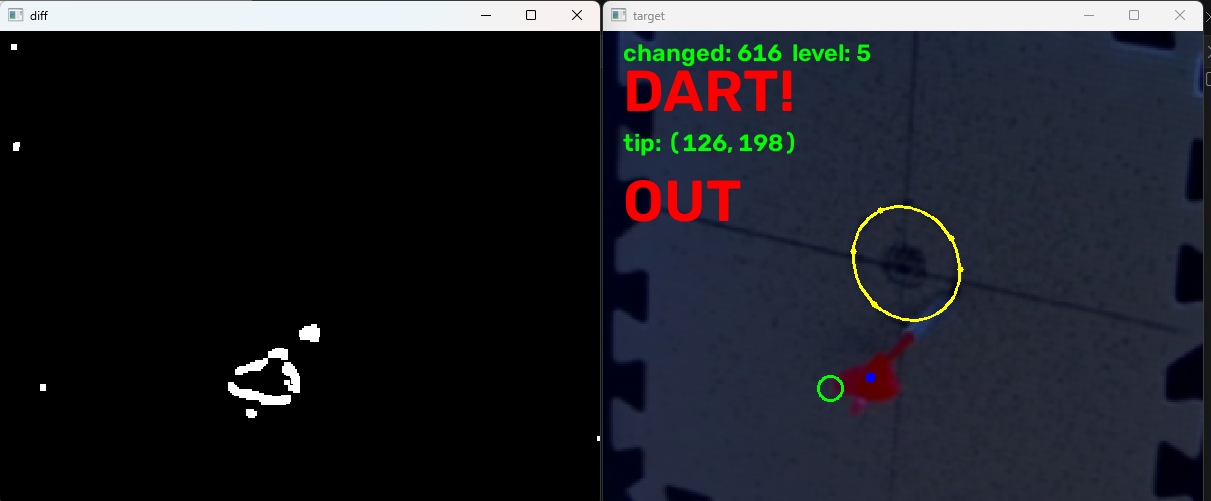 diff
target
changed: 616 level: 5
DART!
tip: (126, 198)
OUT